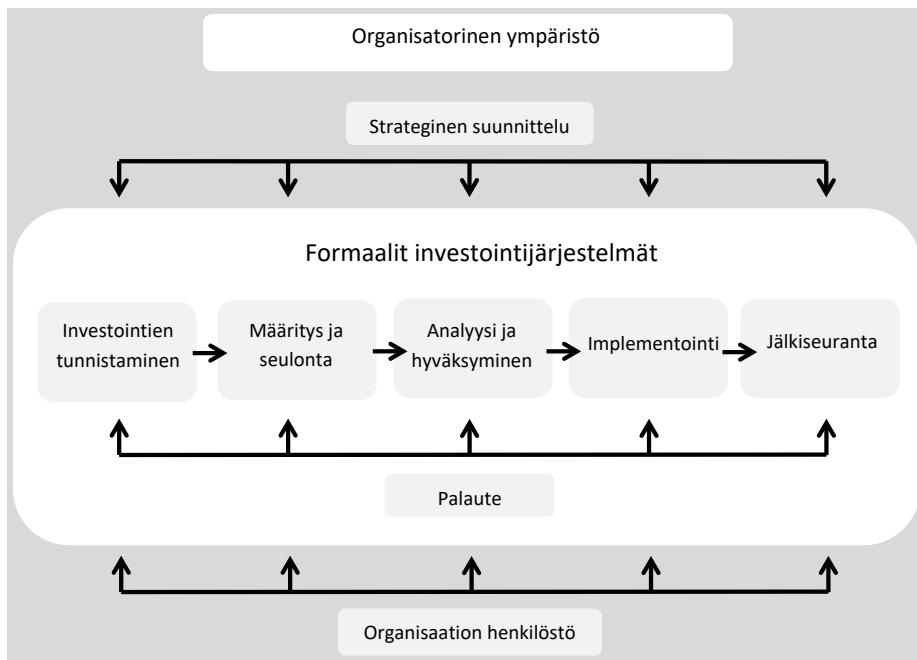 Organisatorinen ympäristö
Strateginen suunnittelu
Formaalit investointijärjestelmät
Investointien
tunnistaminen
Määritys ja
seulonta
Analyysi ja
hyväksyminen
Implementointi
Jälkiseuranta
Palaute
Organisaation henkilöstö